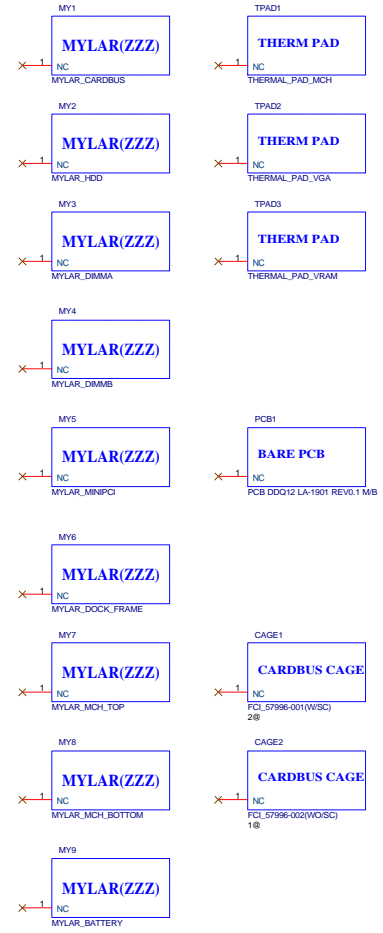 MY1
MYLAR(ZZZ)
1
NC
MYLAR_CARDBUS
TPAD1
THERM PAD
1
NC
THERMAL_PAD_MCH
MY2
MYLAR(ZZZ)
1
NC
MYLAR_HDD
TPAD2
THERM PAD
1
NC
THERMAL_PAD_VGA
MY3
MYLAR(ZZZ)
1
NC
MYLAR_DIMMA
TPAD3
THERM PAD
1
NC
THERMAL_PAD_VRAM
MY4
MYLAR(ZZZ)
1
NC
MYLAR_DIMMB
MY5
MYLAR(ZZZ)
1
NC
MYLAR_MINIPCI
PCB1
BARE PCB
1
NC
PCB DDQ12 LA-1901 REV0.1 M/B
MY6
MYLAR(ZZZ)
1
NC
MYLAR_DOCK_FRAME
MY7
MYLAR(ZZZ)
1
NC
MYLAR_MCH_TOP
CAGE1
CARDBUS CAGE
1
NC
FCI_57996-001(W/SC)
2@
MY8
MYLAR(ZZZ)
1
NC
MYLAR_MCH_BOTTOM
CAGE2
CARDBUS CAGE
1
NC
FCI_57996-002(WO/SC)
1@
MY9
MYLAR(ZZZ)
1
NC
MYLAR_BATTERY